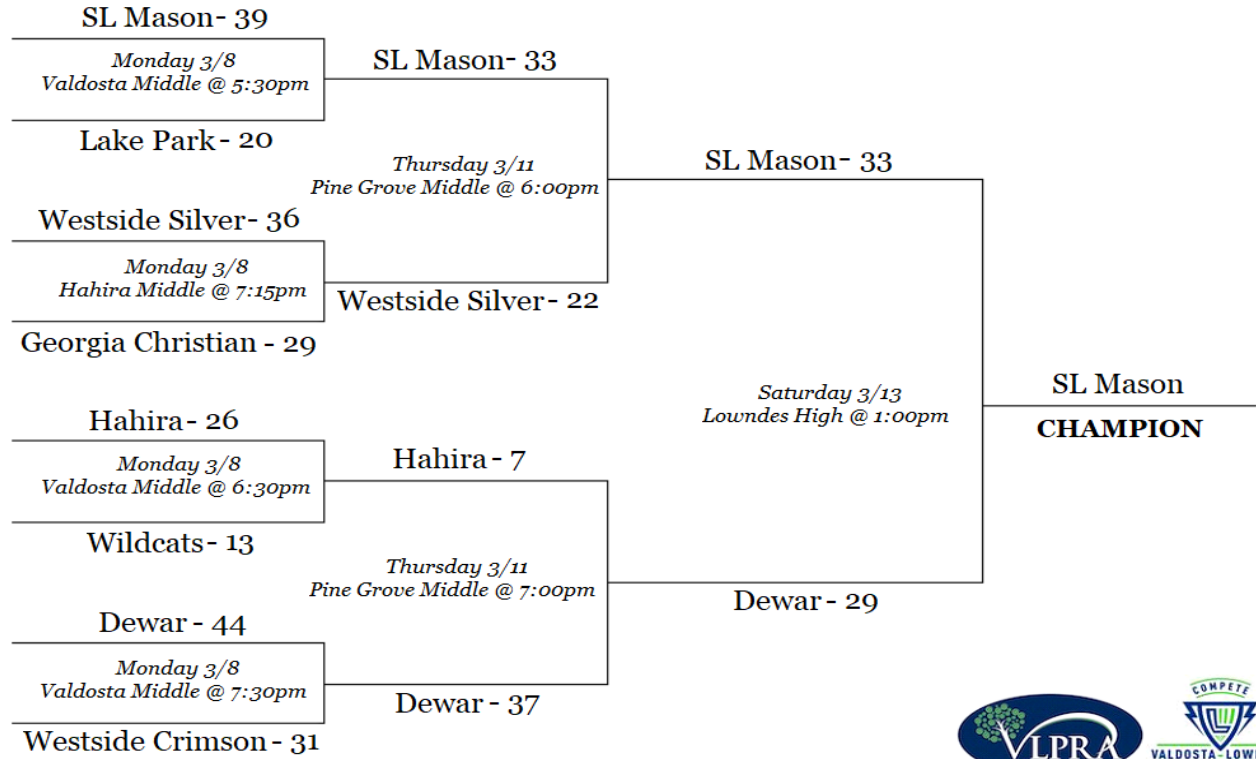 SL Mason- 39
Monday 3/8
Valdosta Middle @ 5:30pm
Lake Park - 20
SL Mason- 33
Thursday 3/11
Pine Grove Middle @ 6:00pm
Westside Silver- 36
Monday 3/8
Hahira Middle @ 7:15pm
Georgia Christian - 29
Westside Silver - 22
SL Mason- 33
Saturday 3/13
Lowndes High @ 1:00pm
SL Mason
CHAMPION
Hahira - 26
Monday 3/8
Valdosta Middle @ 6:30pm
Wildcats - 13
Hahira - 7
Thursday 3/11
Pine Grove Middle @ 7:00pm
Dewar - 44
Monday 3/8
Valdosta Middle @ 7:30pm
Westside Crimson - 31
Dewar - 37
Dewar - 29
VLPRA
COMPETE